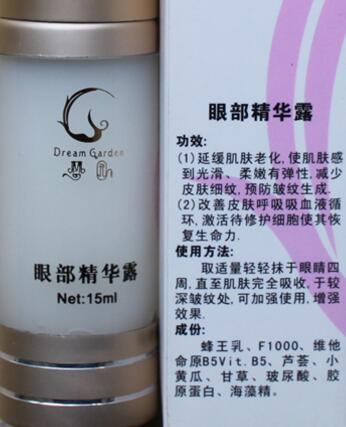 Dream Garden
眼部精华露
Net:15ml
眼部精华露
功效:
(1)延缓肌肤老化,使肌肤感
到光滑、柔嫩有弹性,减少
皮肤细纹,预防皱纹生成.
(2)改善皮肤呼吸吸血液循
环,激活待修护细胞使其恢
复生命力.
使用方法:
取适量轻轻抹于眼睛四
周,直至肌肤完全吸收,于较
深皱纹处,可加强使用,增强
效果.
成份:
蜂王乳、F1000、维他
命原B5Vit.B5、芦荟、小
黄瓜、甘草、玻尿酸、胶
原蛋白、海藻精。